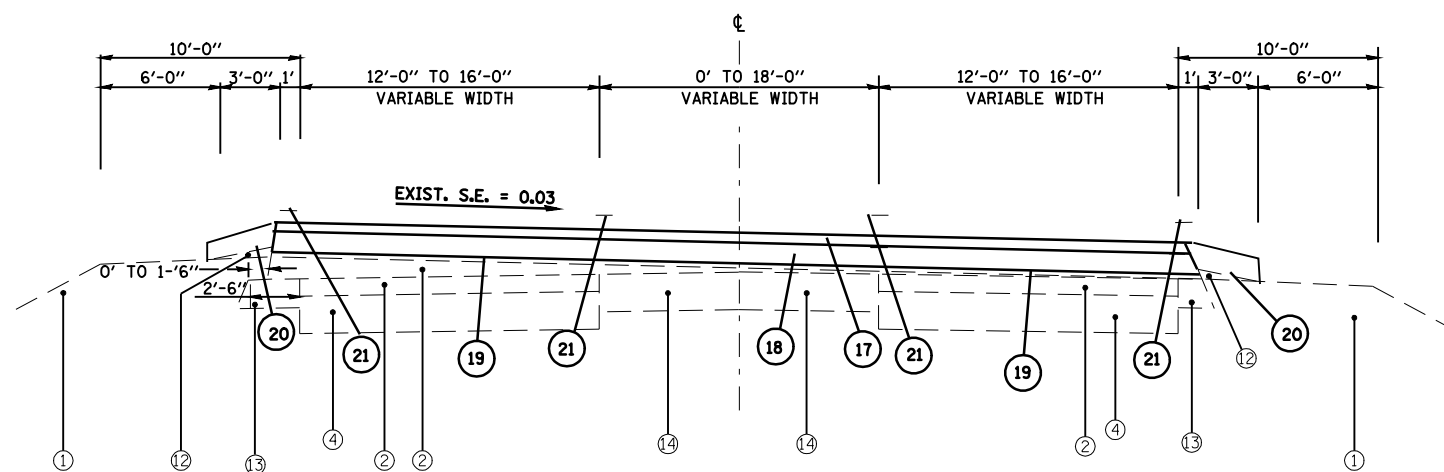 ℄
10'-0" 10'-0"
6'-0" 3'-0" 1' 12'-0" TO 16'-0" 0' TO 18'-0" 12'-0" TO 16'-0" 1' 3'-0" 6'-0"
VARIABLE WIDTH VARIABLE WIDTH VARIABLE WIDTH
EXIST. S.E. = 0.03
0' TO 1-'6"
2'-6"
20 21 19 21 18 17 21 19 21 12 20
1 12 13 4 2 2 14 14 2 4 13 1